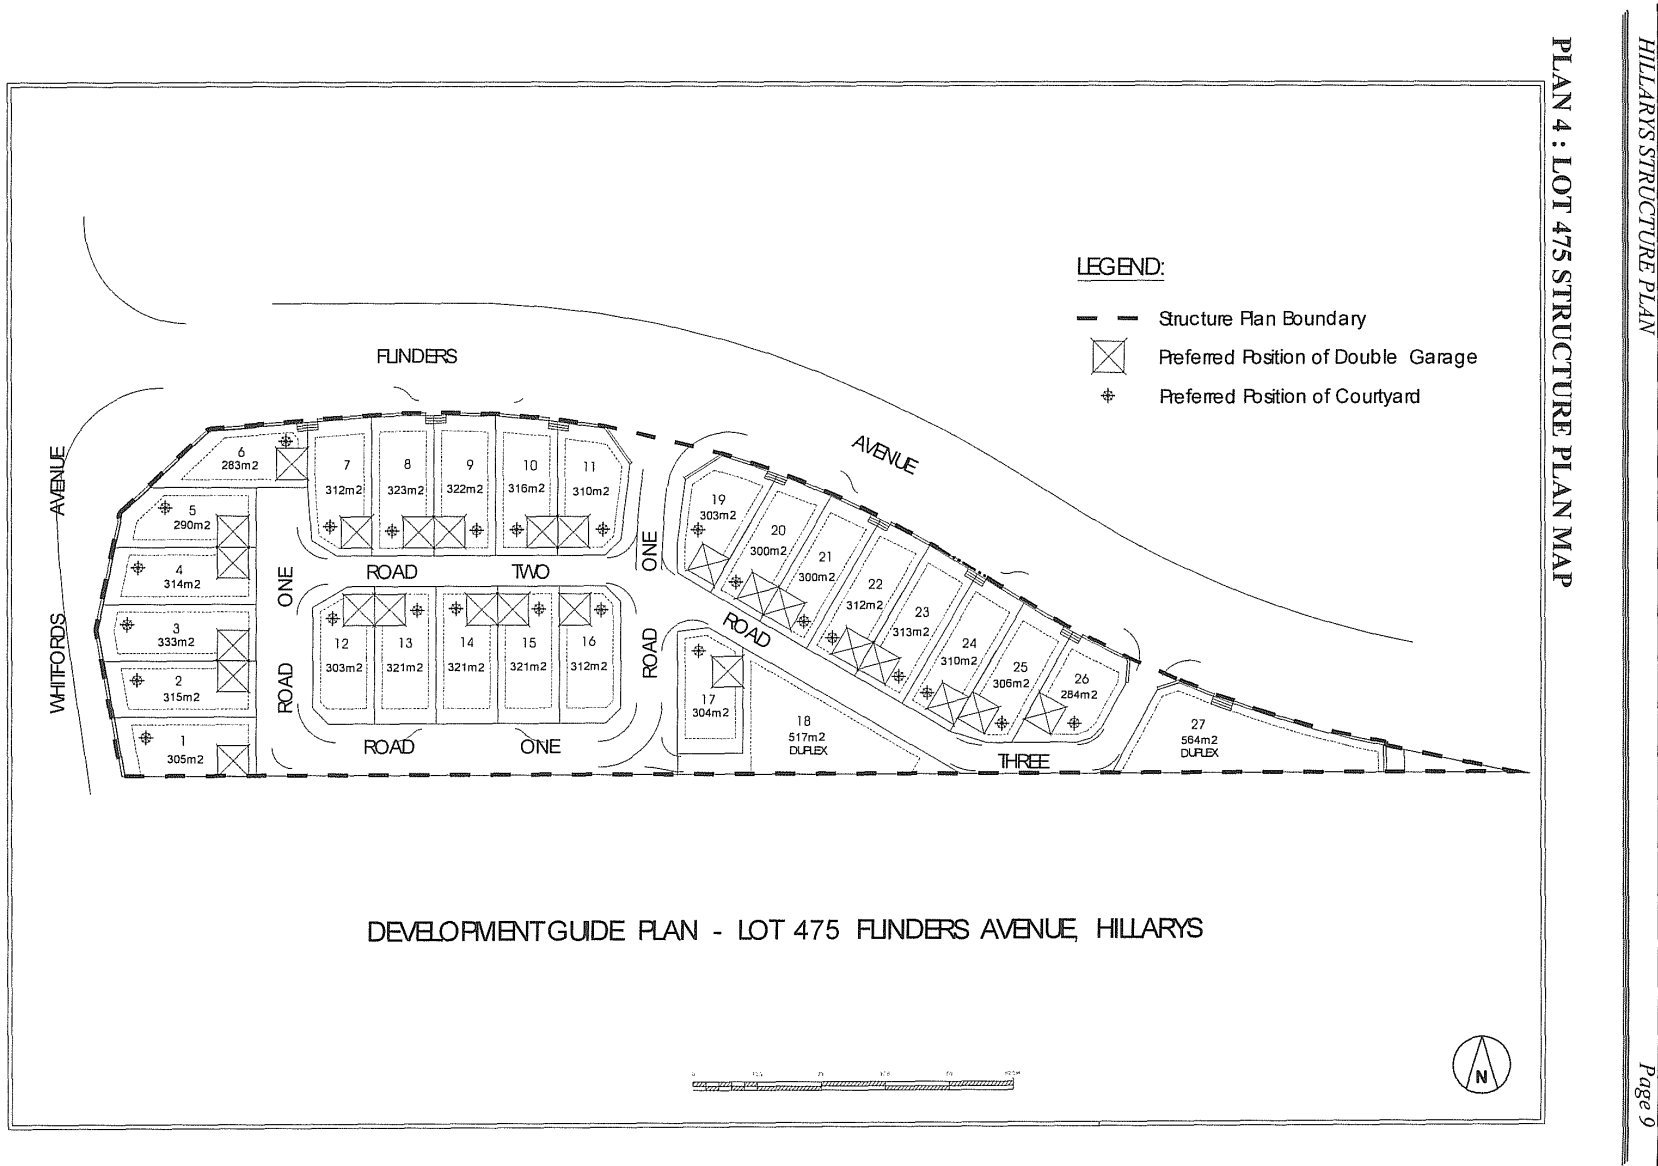 HILLARYS STRUCTURE PLAN
PLAN 4 : LOT 475 STRUCTURE PLAN MAP
LEGEND:
Structure Plan Boundary
Preferred Position of Double Garage
Preferred Position of Courtyard
FLINDERS
AVENUE
WHITFORDS
AVENUE
6
283m2
7
312m2
8
323m2
9
322m2
10
316m2
11
310m2
5
290m2
4
314m2
3
333m2
2
315m2
1
305m2
ROAD
ONE
ROAD TWO
ROAD
ONE
12
303m2
13
321m2
14
321m2
15
321m2
16
312m2
ROAD ONE
19
303m2
20
300m2
21
300m2
22
312m2
23
313m2
24
310m2
25
306m2
26
284m2
ROAD
THREE
17
304m2
18
517m2
DUPLEX
27
564m2
DUPLEX
DEVELOPMENT GUIDE PLAN - LOT 475 FLINDERS AVENUE, HILLARYS
N
Page 9